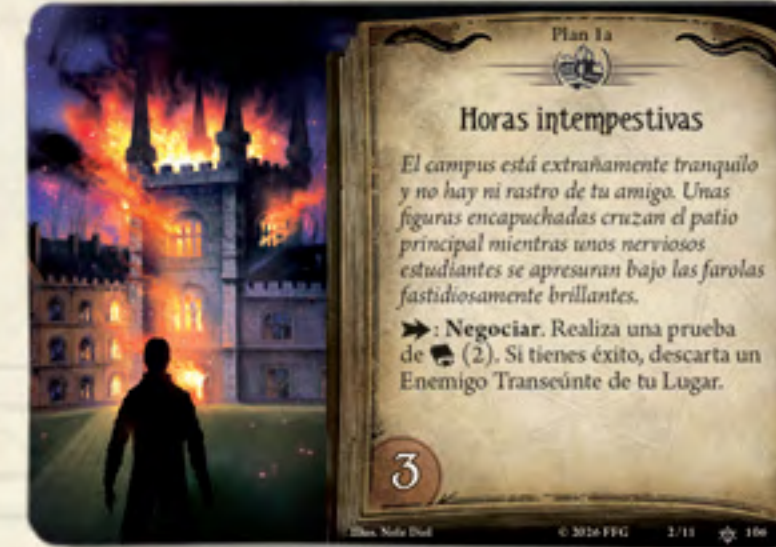 Plan 1a
Horas intempestivas
El campus está extrañamente tranquilo
y no hay ni rastro de tu amigo. Unas
figuras encapuchadas cruzan el patio
principal mientras unos nerviosos
estudiantes se apresuran bajo las farolas
fastidiosamente brillantes.
: Negociar. Realiza una prueba
de (2). Si tienes éxito, descarta un
Enemigo Transeúnte de tu Lugar.
3
Illus.
© 2026 FFG 2/11 106